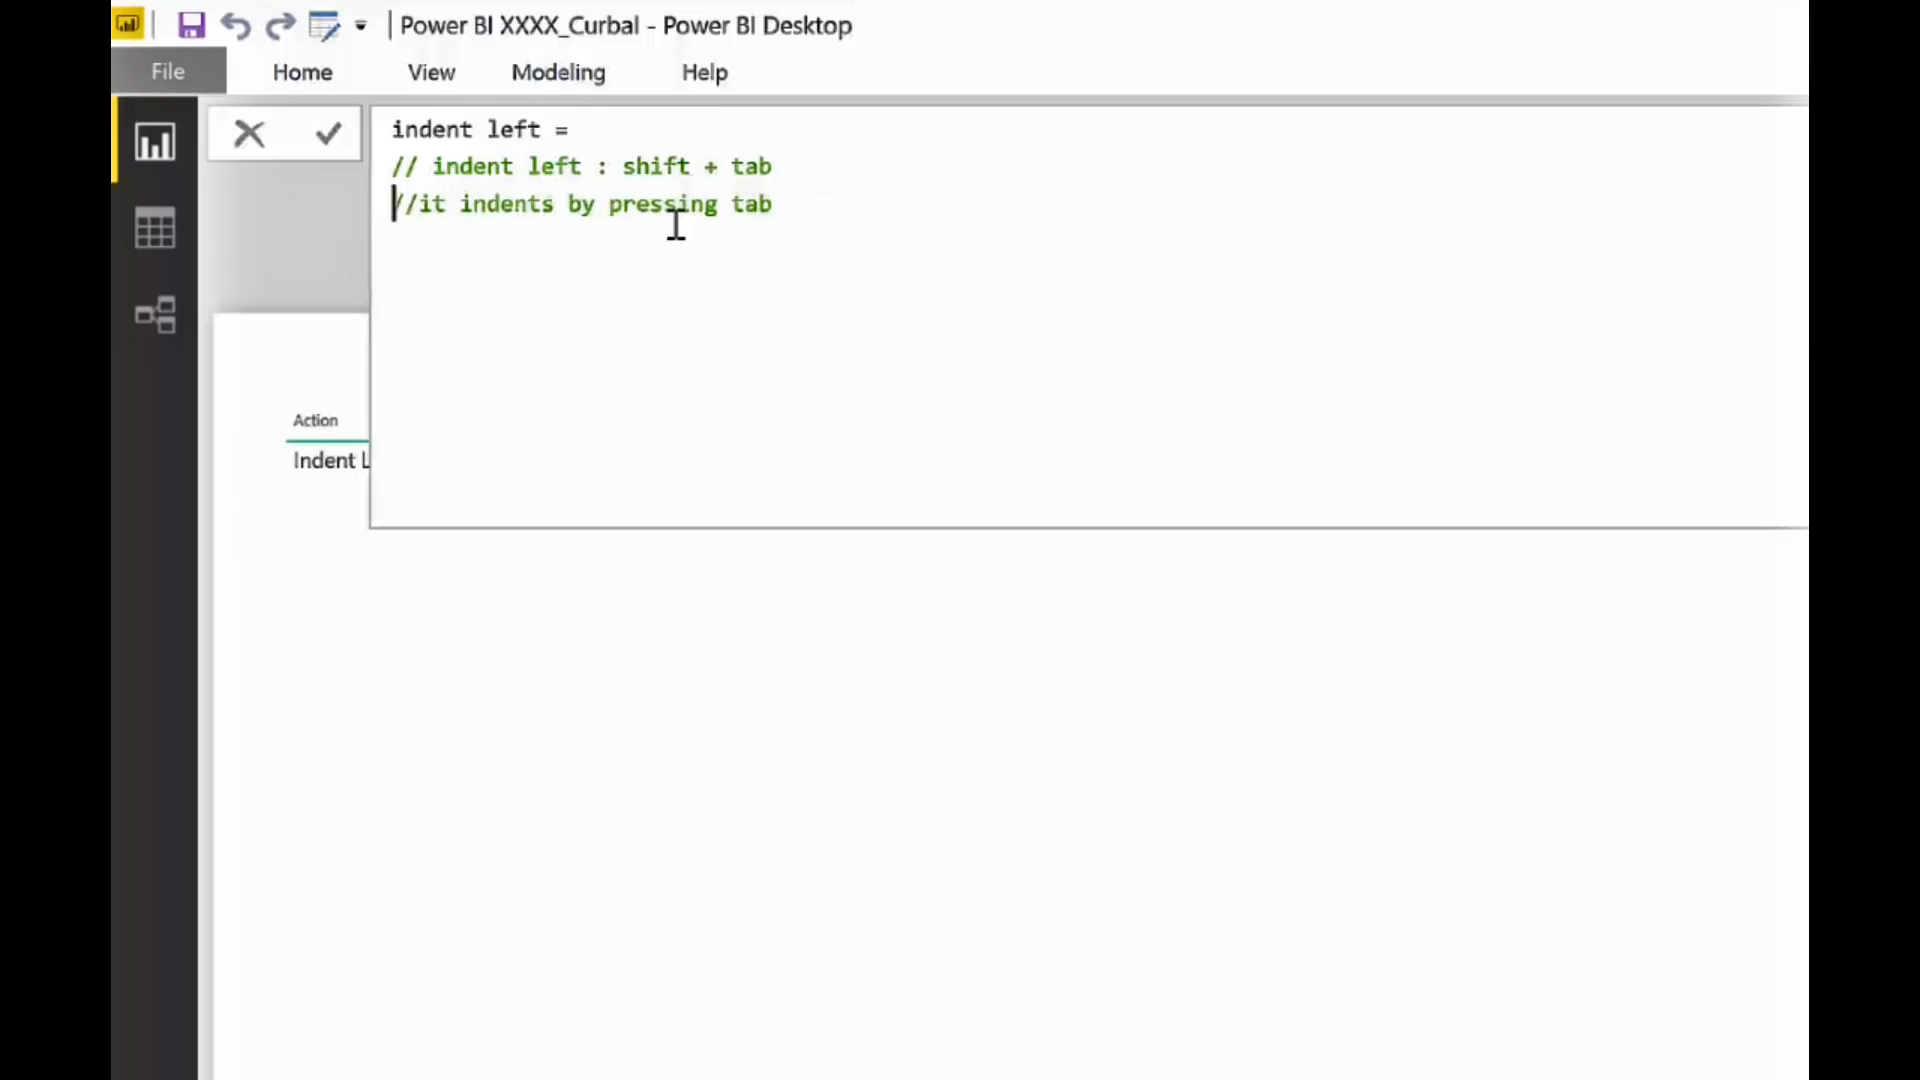 Power BI XXXX_Curbal - Power BI Desktop
File Home View Modeling Help
indent left =
// indent left : shift + tab
//it indents by pressing tab
Action
Indent L